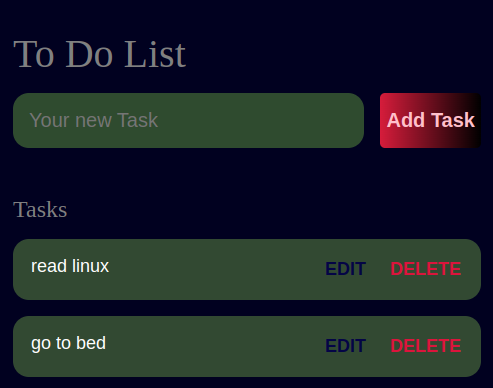 To Do List
Your new Task Add Task
Tasks
read linux EDIT DELETE
go to bed EDIT DELETE